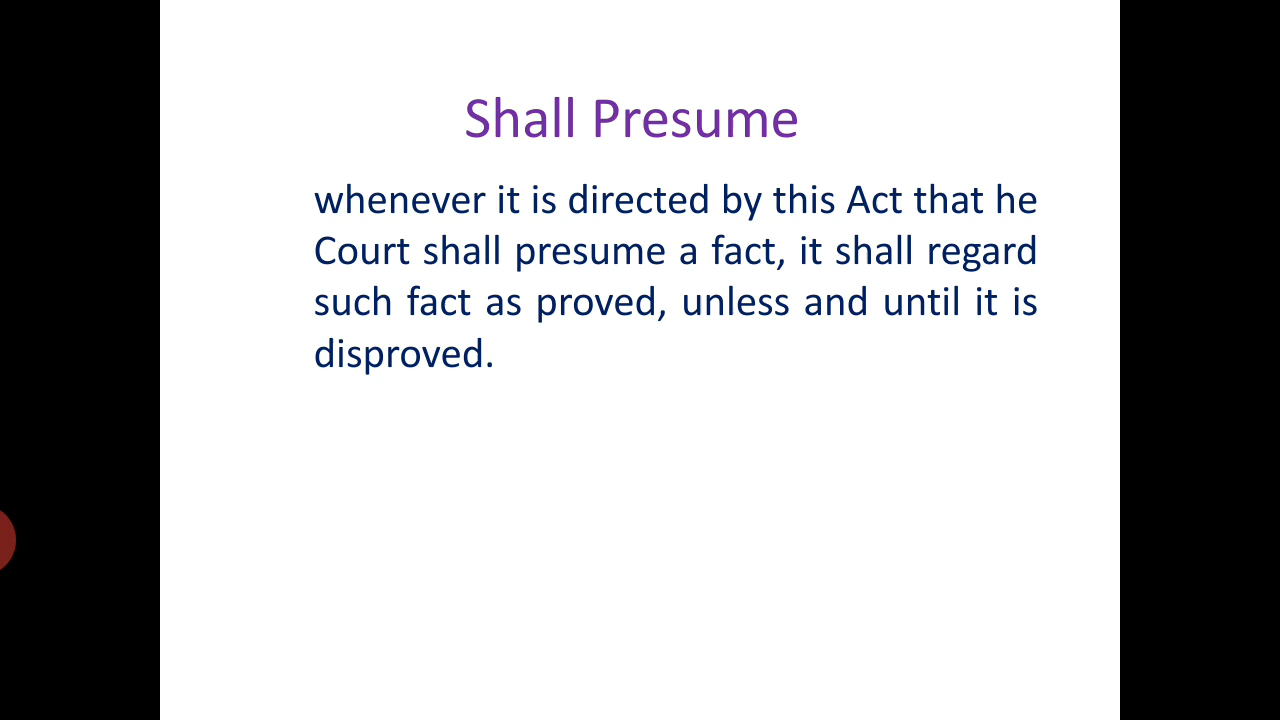 Shall Presume
whenever it is directed by this Act that he
Court shall presume a fact, it shall regard
such fact as proved, unless and until it is
disproved.